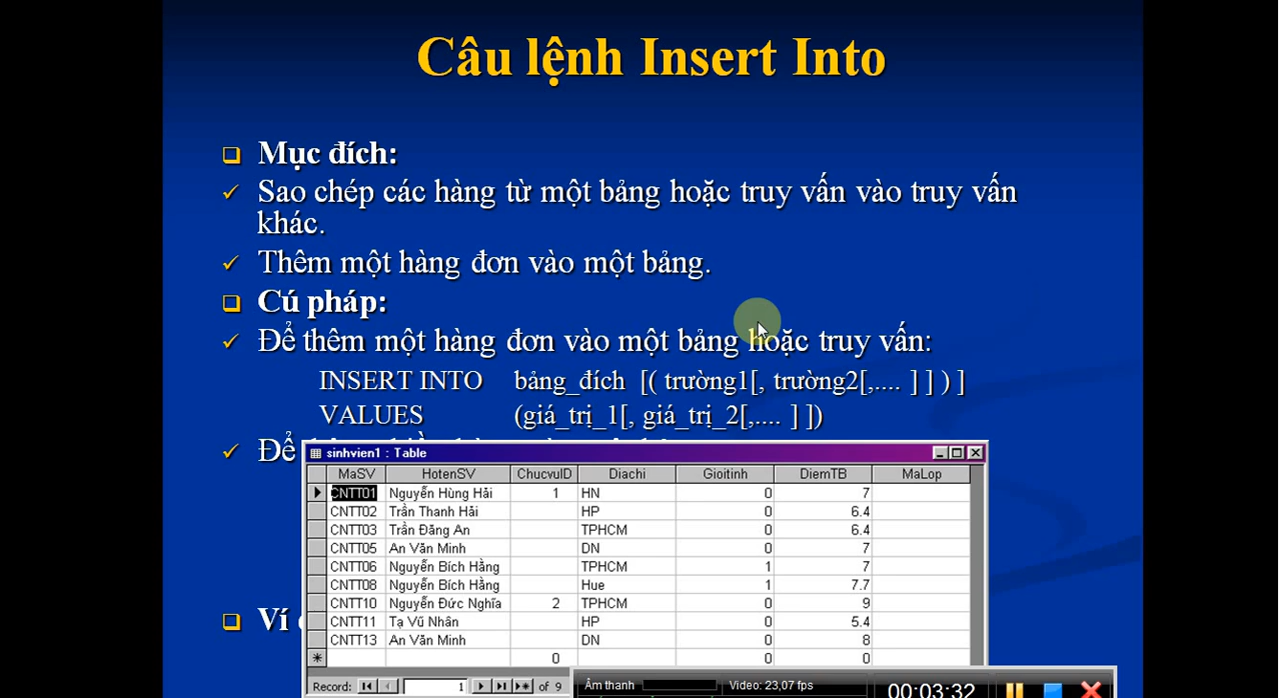 Câu lệnh Insert Into
Mục đích:
Sao chép các hàng từ một bảng hoặc truy vấn vào truy vấn
khác.
Thêm một hàng đơn vào một bảng.
Cú pháp:
Để thêm một hàng đơn vào một bảng hoặc truy vấn:
INSERT INTO bảng_đích [( trường1[, trường2[,.... ] ] ) ]
VALUES (giá_trị_1[, giá_trị_2[,.... ] ])
Để
sinhvien1 : Table
MaSV HotenSV ChucvuID Diachi Gioitinh DiemTB MaLop
CNTT01 Nguyễn Hùng Hải 1 HN 0 7
CNTT02 Trần Thanh Hải HP 0 6.4
CNTT03 Trần Đăng An TPHCM 0 6.4
CNTT05 An Văn Minh DN 0 7
CNTT06 Nguyễn Bích Hằng TPHCM 1 7
CNTT08 Nguyễn Bích Hằng Hue 1 7.7
CNTT10 Nguyễn Đức Nghĩa 2 TPHCM 0 9
CNTT11 Tạ Vũ Nhân HP 0 5.4
CNTT13 An Văn Minh DN 0 8
0 0 0
Ví
Record: 1 of 9
Âm thanh Video: 23,07 fps 00:03:32